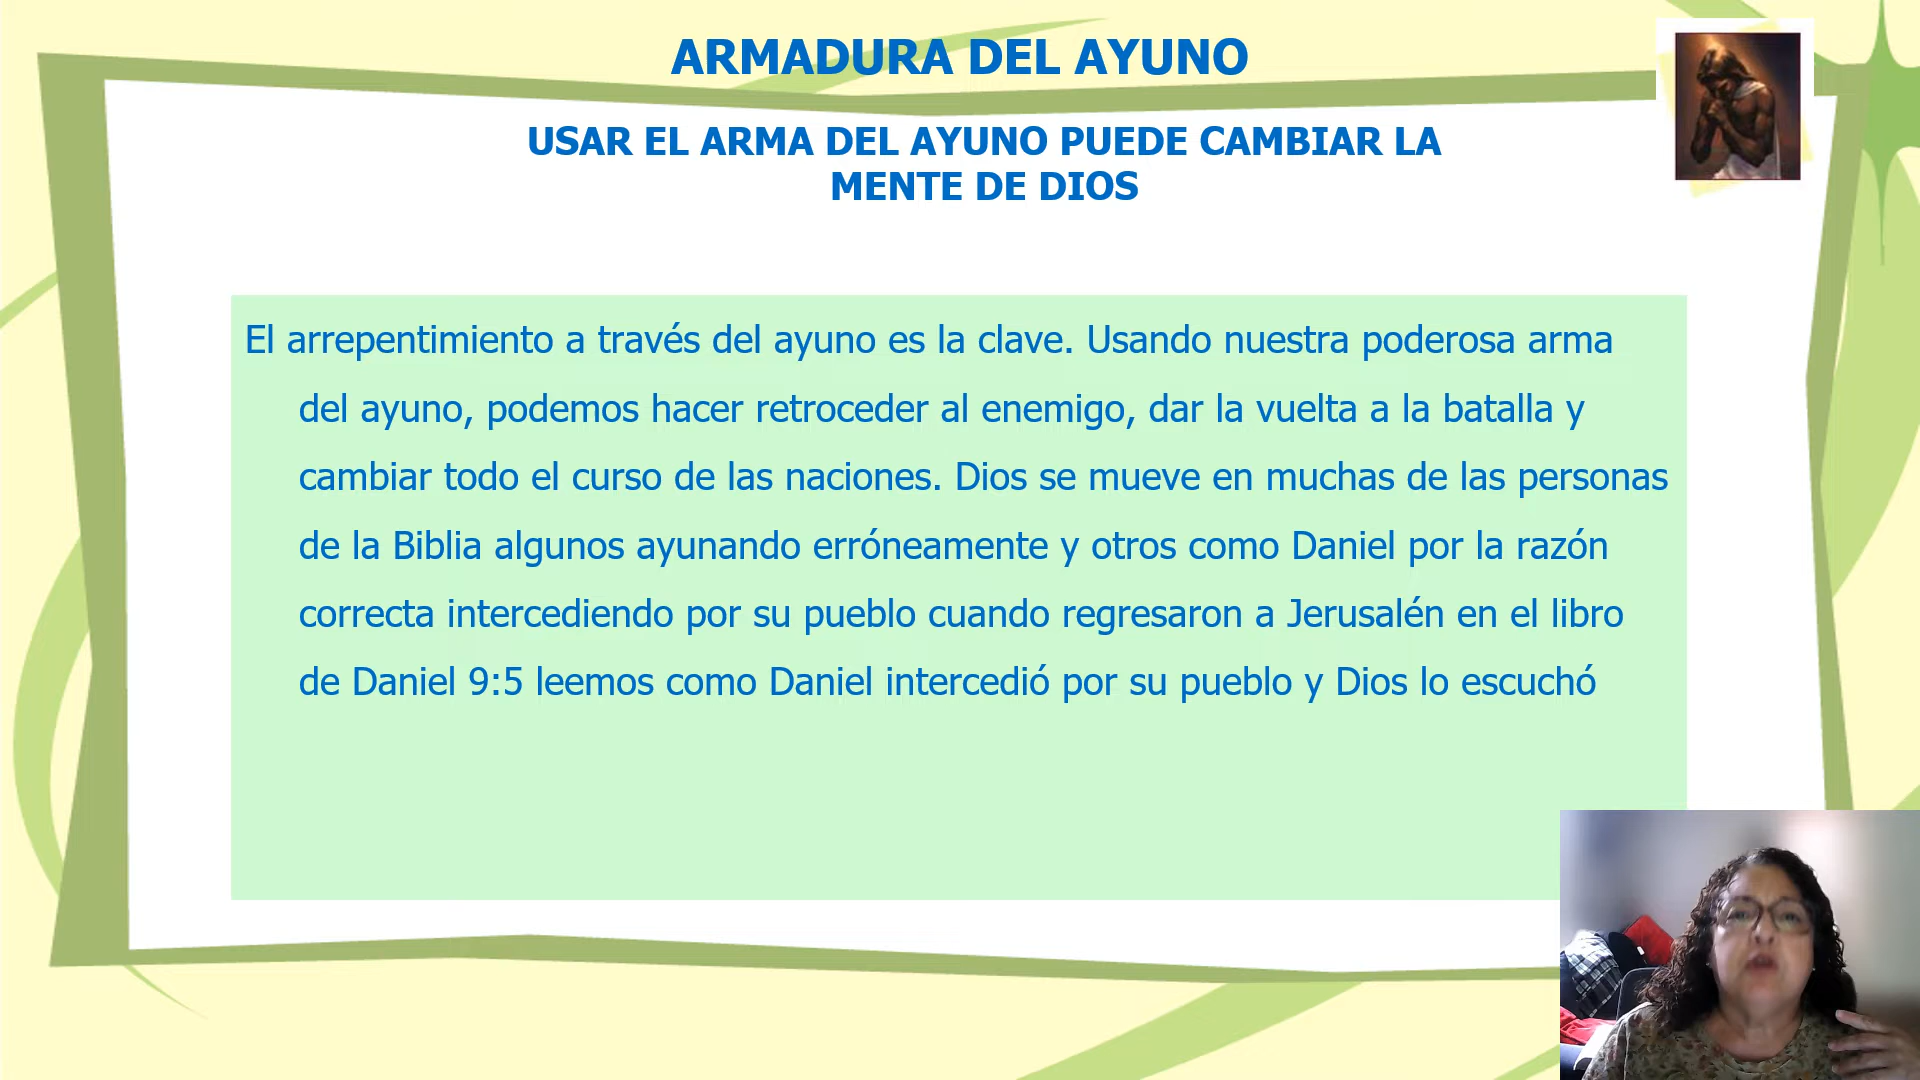 ARMADURA DEL AYUNO
USAR EL ARMA DEL AYUNO PUEDE CAMBIAR LA
MENTE DE DIOS
El arrepentimiento a través del ayuno es la clave. Usando nuestra poderosa arma
del ayuno, podemos hacer retroceder al enemigo, dar la vuelta a la batalla y
cambiar todo el curso de las naciones. Dios se mueve en muchas de las personas
de la Biblia algunos ayunando erróneamente y otros como Daniel por la razón
correcta intercediendo por su pueblo cuando regresaron a Jerusalén en el libro
de Daniel 9:5 leemos como Daniel intercedió por su pueblo y Dios lo escuchó